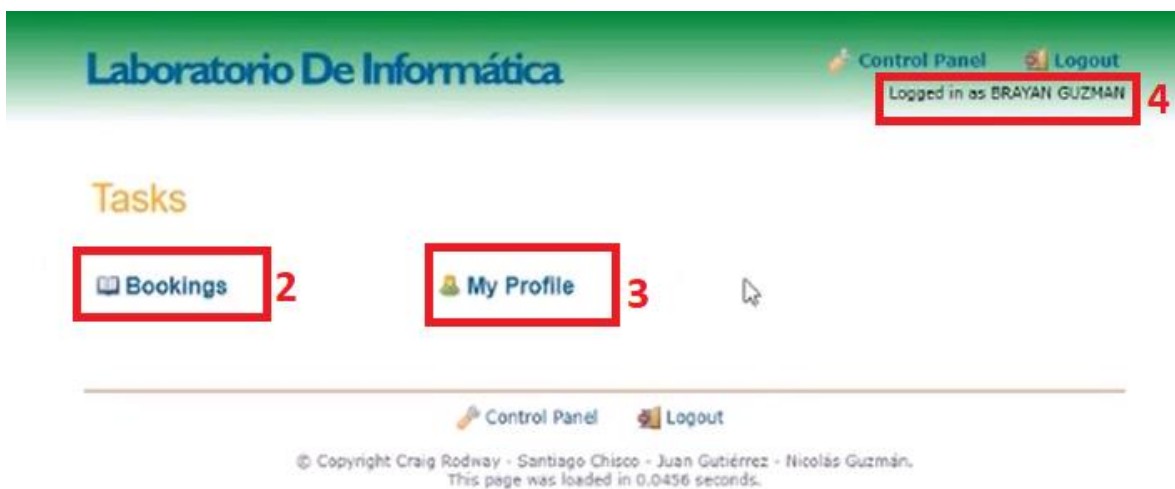 Laboratorio De Informática
Control Panel Logout
Logged in as BRAYAN GUZMAN
4
Tasks
Bookings 2
My Profile 3
Control Panel Logout
© Copyright Craig Rodway - Santiago Chisco - Juan Gutiérrez - Nicolás Guzmán.
This page was loaded in 0.0456 seconds.